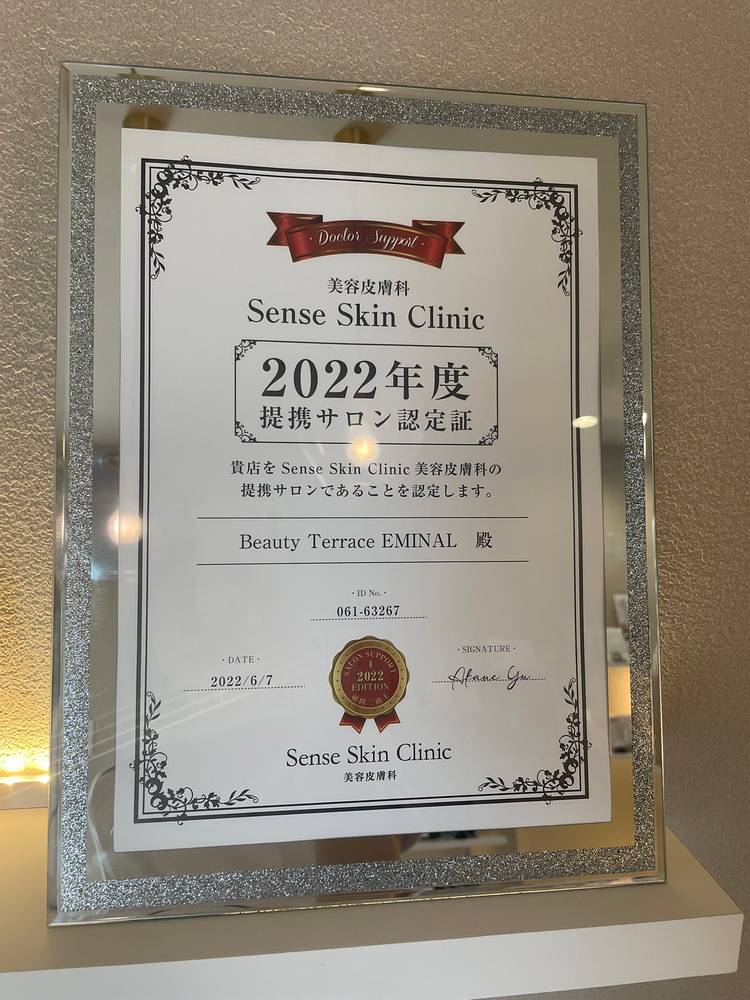 Doctor Support
美容皮膚科
Sense Skin Clinic
2022年度
提携サロン認定証
貴店を Sense Skin Clinic 美容皮膚科の
提携サロンであることを認定します。
Beauty Terrace EMINAL 殿
・ID No.・
061-63267
・DATE・
2022/6/7
SALON SUPPORT
2022
EDITION
・SIGNATURE・
Sense Skin Clinic
美容皮膚科